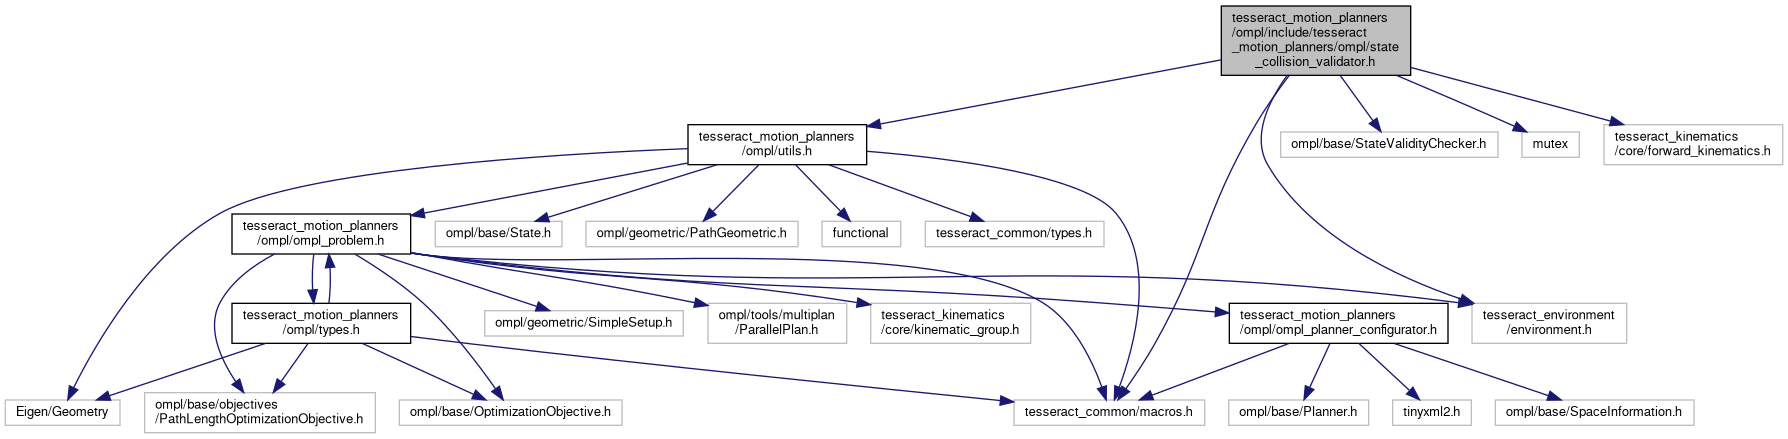 tesseract_motion_planners
/ompl/include/tesseract
_motion_planners/ompl/state
_collision_validator.h
tesseract_motion_planners
/ompl/utils.h
ompl/base/StateValidityChecker.h
mutex
tesseract_kinematics
/core/forward_kinematics.h
tesseract_motion_planners
/ompl/ompl_problem.h
ompl/base/State.h
ompl/geometric/PathGeometric.h
functional
tesseract_common/types.h
tesseract_motion_planners
/ompl/types.h
ompl/geometric/SimpleSetup.h
ompl/tools/multiplan
/ParallelPlan.h
tesseract_kinematics
/core/kinematic_group.h
tesseract_motion_planners
/ompl/ompl_planner_configurator.h
tesseract_environment
/environment.h
Eigen/Geometry
ompl/base/objectives
/PathLengthOptimizationObjective.h
ompl/base/OptimizationObjective.h
tesseract_common/macros.h
ompl/base/Planner.h
tinyxml2.h
ompl/base/SpaceInformation.h